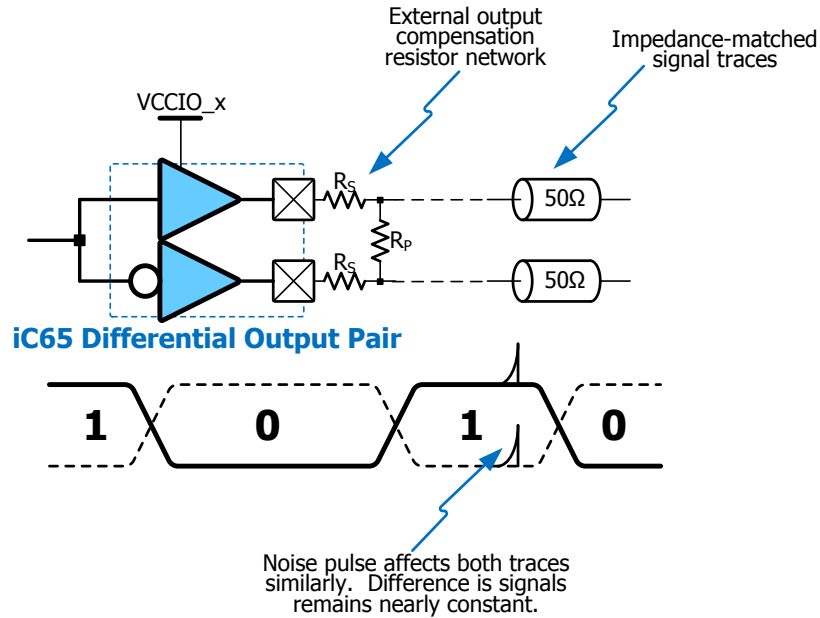 External output
compensation
resistor network
Impedance-matched
signal traces
VCCIO_x
RS
50Ω
RP
RS
50Ω
iC65 Differential Output Pair
1
0
1
0
Noise pulse affects both traces
similarly. Difference is signals
remains nearly constant.